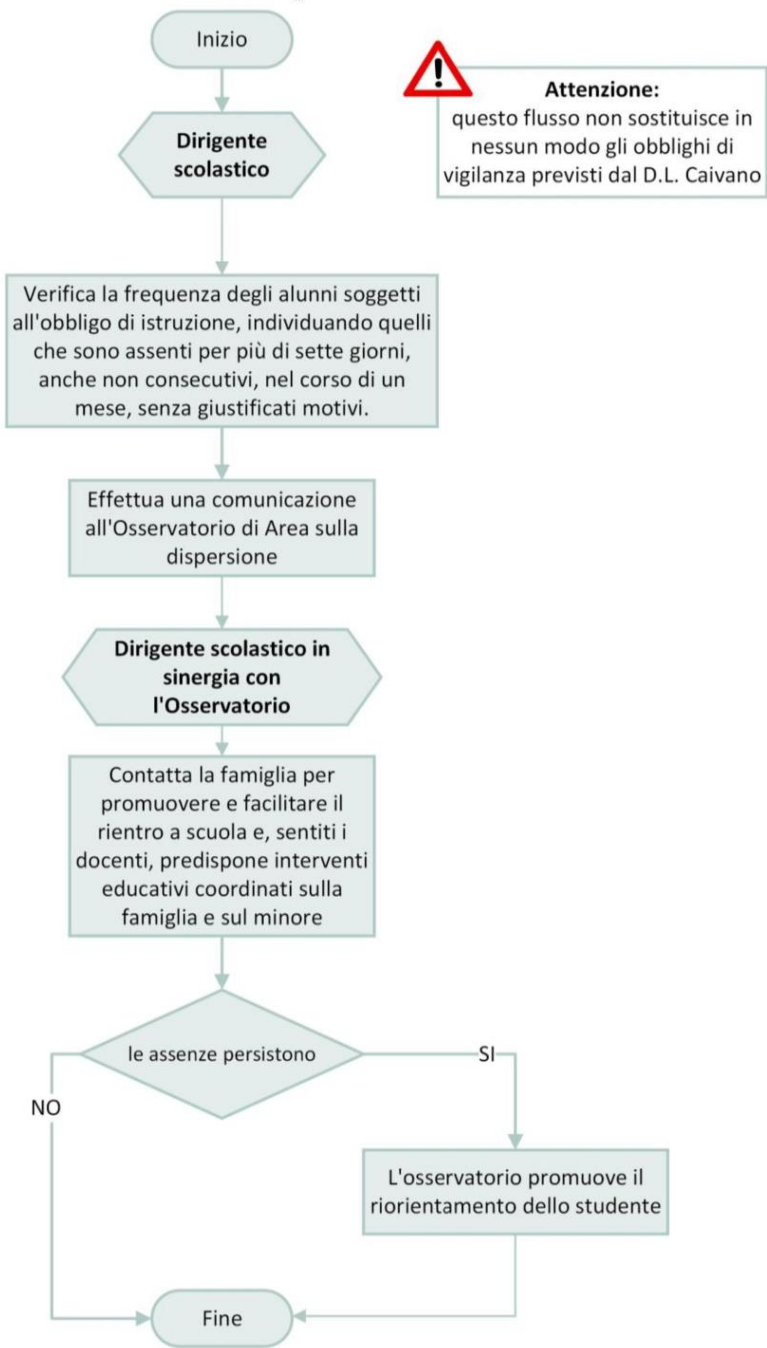 Inizio
Attenzione:
questo flusso non sostituisce in
nessun modo gli obblighi di
vigilanza previsti dal D.L. Caivano
Dirigente
scolastico
Verifica la frequenza degli alunni soggetti
all'obbligo di istruzione, individuando quelli
che sono assenti per più di sette giorni,
anche non consecutivi, nel corso di un
mese, senza giustificati motivi.
Effettua una comunicazione
all'Osservatorio di Area sulla
dispersione
Dirigente scolastico in
sinergia con
l'Osservatorio
Contatta la famiglia per
promuovere e facilitare il
rientro a scuola e, sentiti i
docenti, predispone interventi
educativi coordinati sulla
famiglia e sul minore
le assenze persistono
SI
NO
L'osservatorio promuove il
riorientamento dello studente
Fine